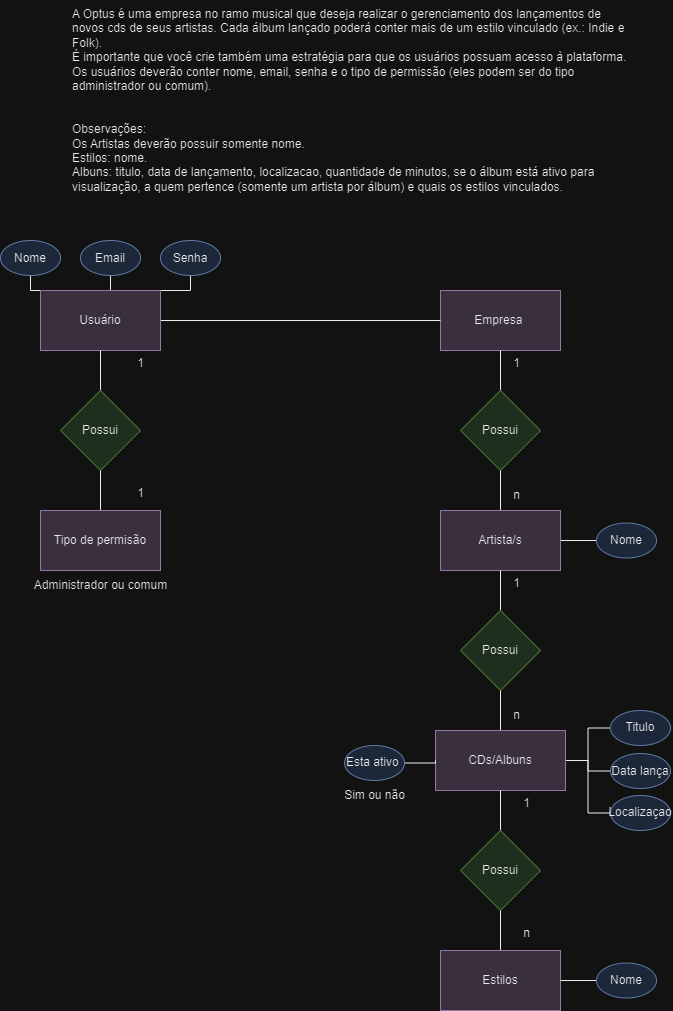 A Optus é uma empresa no ramo musical que deseja realizar o gerenciamento dos lançamentos de
novos cds de seus artistas. Cada álbum lançado poderá conter mais de um estilo vinculado (ex.: Indie e
Folk).
É importante que você crie também uma estratégia para que os usuários possuam acesso à plataforma.
Os usuários deverão conter nome, email, senha e o tipo de permissão (eles podem ser do tipo
administrador ou comum).
Observações:
Os Artistas deverão possuir somente nome.
Estilos: nome.
Albuns: titulo, data de lançamento, localizacao, quantidade de minutos, se o álbum está ativo para
visualização, a quem pertence (somente um artista por álbum) e quais os estilos vinculados.
Nome
Email
Senha
Usuário
Empresa
1
1
Possui
Possui
1
n
Tipo de permisão
Artista/s
Nome
Administrador ou comum
1
Possui
n
Titulo
Esta ativo
CDs/Albuns
Data lança
Sim ou não
1
Localizaçao
Possui
n
Estilos
Nome